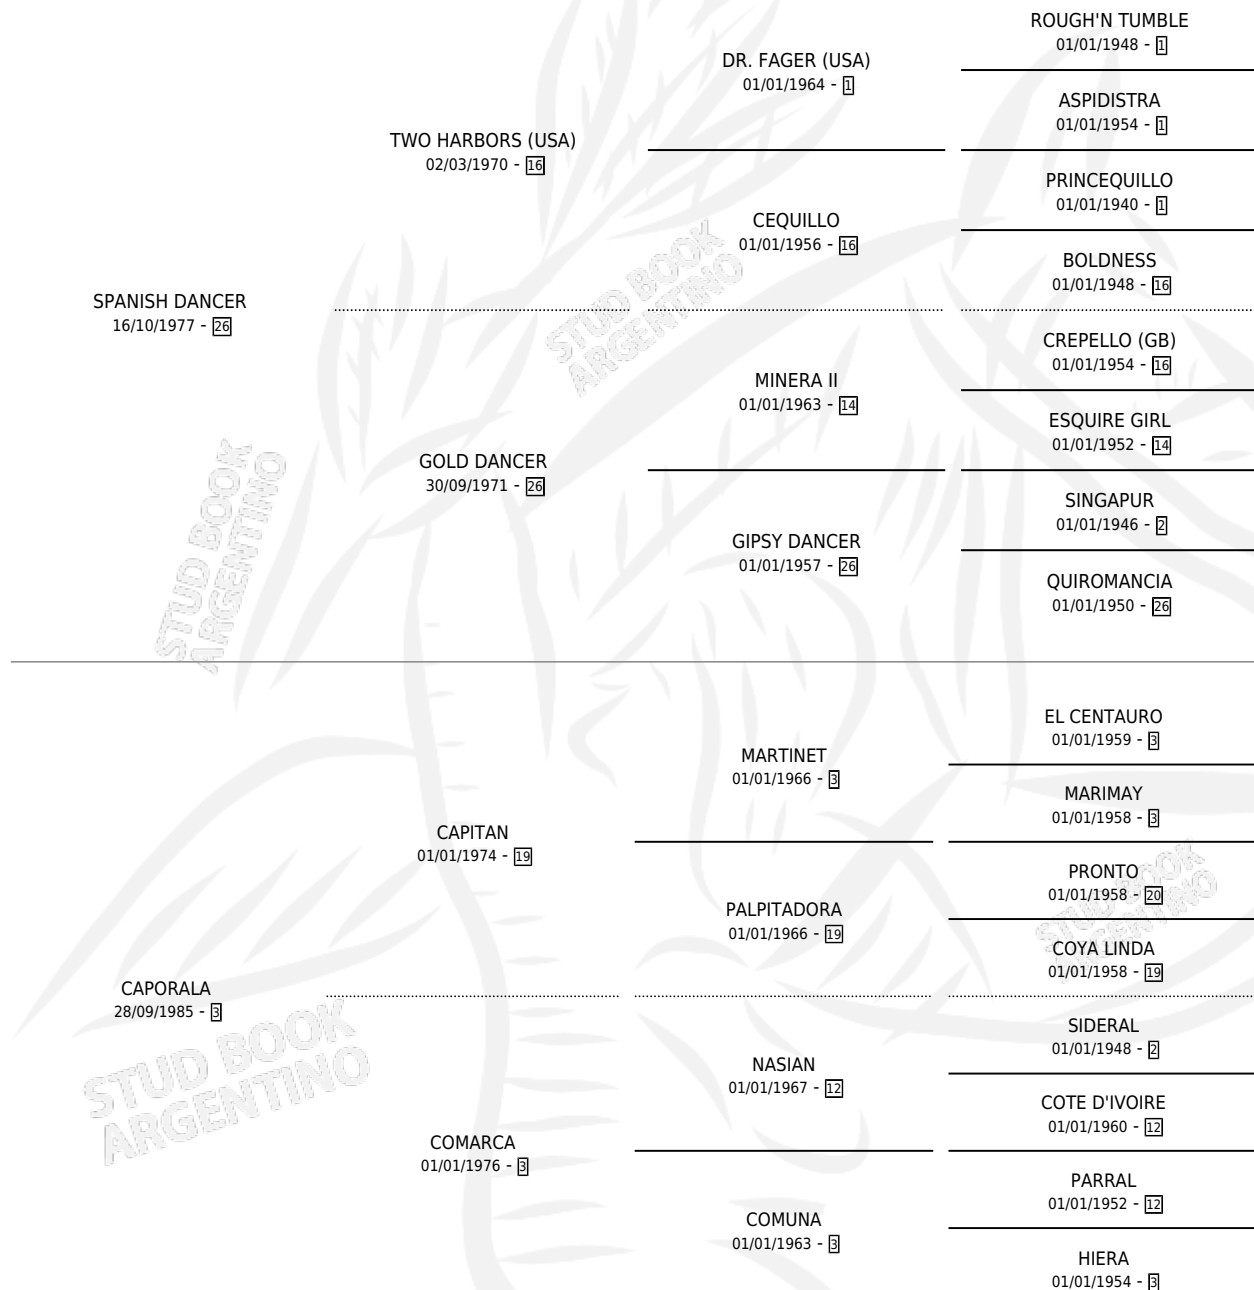 ROUGH'N TUMBLE
01/01/1948 - 1
DR. FAGER (USA)
01/01/1964 - 1
ASPIDISTRA
01/01/1954 - 1
TWO HARBORS (USA)
02/03/1970 - 16
PRINCEQUILLO
01/01/1940 - 1
CEQUILLO
01/01/1956 - 16
BOLDNESS
01/01/1948 - 16
SPANISH DANCER
16/10/1977 - 26
STUD BOOK
ARGENTINO
CREPELLO (GB)
01/01/1954 - 16
MINERA II
01/01/1963 - 14
ESQUIRE GIRL
01/01/1952 - 14
GOLD DANCER
30/09/1971 - 26
SINGAPUR
01/01/1946 - 2
GIPSY DANCER
01/01/1957 - 26
QUIROMANCIA
01/01/1950 - 26
STUD BOOK
ARGENTINO
EL CENTAURO
01/01/1959 - 3
MARTINET
01/01/1966 - 3
MARIMAY
01/01/1958 - 3
CAPITAN
01/01/1974 - 19
PRONTO
01/01/1958 - 20
PALPITADORA
01/01/1966 - 19
STUD BOOK
ARGENTINO
COYA LINDA
01/01/1958 - 19
CAPORALA
28/09/1985 - 3
SIDERAL
01/01/1948 - 2
STUD BOOK
ARGENTINO
NASIAN
01/01/1967 - 12
COTE D'IVOIRE
01/01/1960 - 12
COMARCA
01/01/1976 - 3
PARRAL
01/01/1952 - 12
COMUNA
01/01/1963 - 3
HIERA
01/01/1954 - 3